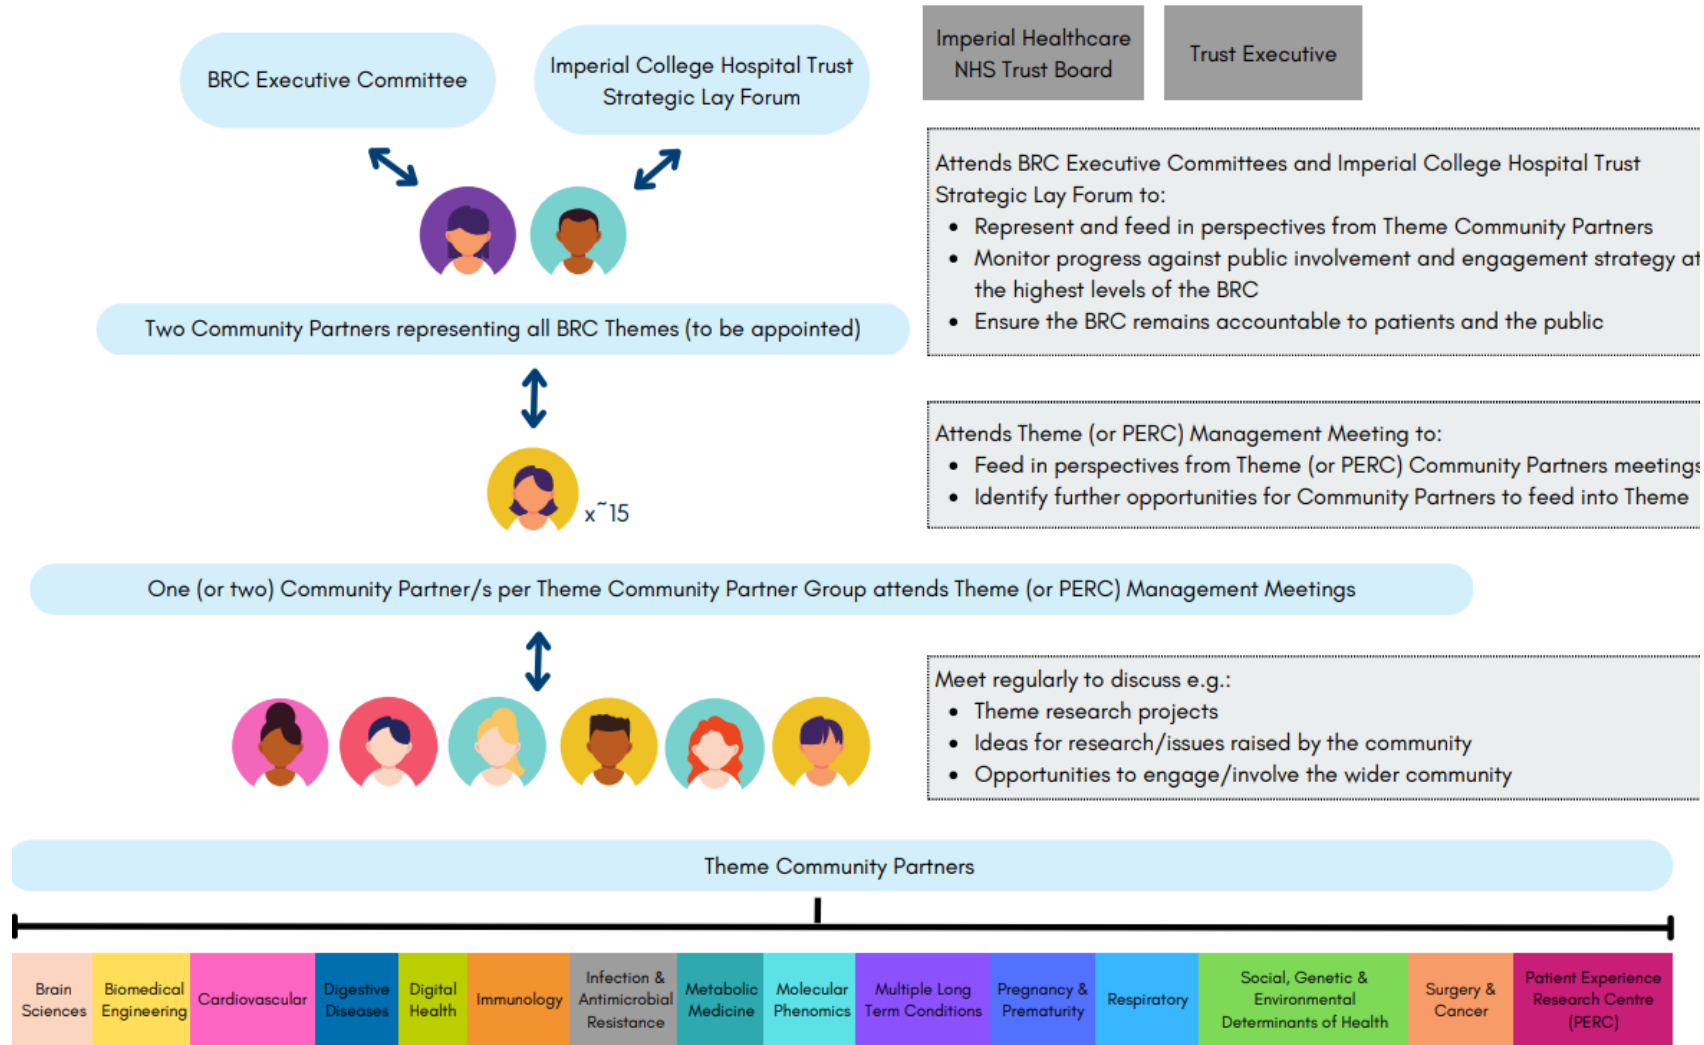 BRC Executive Committee
Imperial College Hospital Trust
Strategic Lay Forum
Imperial Healthcare
NHS Trust Board
Trust Executive
Attends BRC Executive Committees and Imperial College Hospital Trust
Strategic Lay Forum to:
• Represent and feed in perspectives from Theme Community Partners
• Monitor progress against public involvement and engagement strategy at
the highest levels of the BRC
• Ensure the BRC remains accountable to patients and the public
Two Community Partners representing all BRC Themes (to be appointed)
Attends Theme (or PERC) Management Meeting to:
• Feed in perspectives from Theme (or PERC) Community Partners meetings
• Identify further opportunities for Community Partners to feed into Theme
x~15
One (or two) Community Partner/s per Theme Community Partner Group attends Theme (or PERC) Management Meetings
Meet regularly to discuss e.g.:
• Theme research projects
• Ideas for research/issues raised by the community
• Opportunities to engage/involve the wider community
Theme Community Partners
Brain
Sciences
Biomedical
Engineering
Cardiovascular
Digestive
Diseases
Digital
Health
Immunology
Infection &
Antimicrobial
Resistance
Metabolic
Medicine
Molecular
Phenomics
Multiple Long
Term Conditions
Pregnancy &
Prematurity
Respiratory
Social, Genetic &
Environmental
Determinants of Health
Surgery &
Cancer
Patient Experience
Research Centre
(PERC)